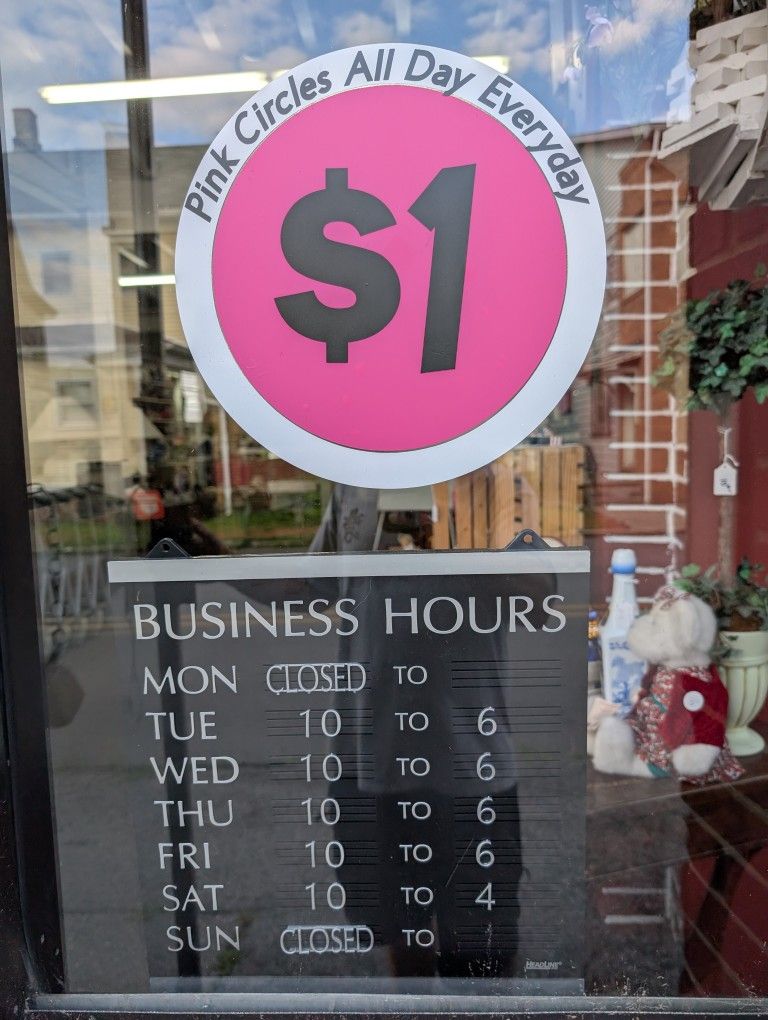 Pink Circles All Day Everyday
$1
BUSINESS HOURS
MON CLOSED TO
TUE 10 TO 6
WED 10 TO 6
THU 10 TO 6
FRI 10 TO 6
SAT 10 TO 4
SUN CLOSED TO
HEADLINE®